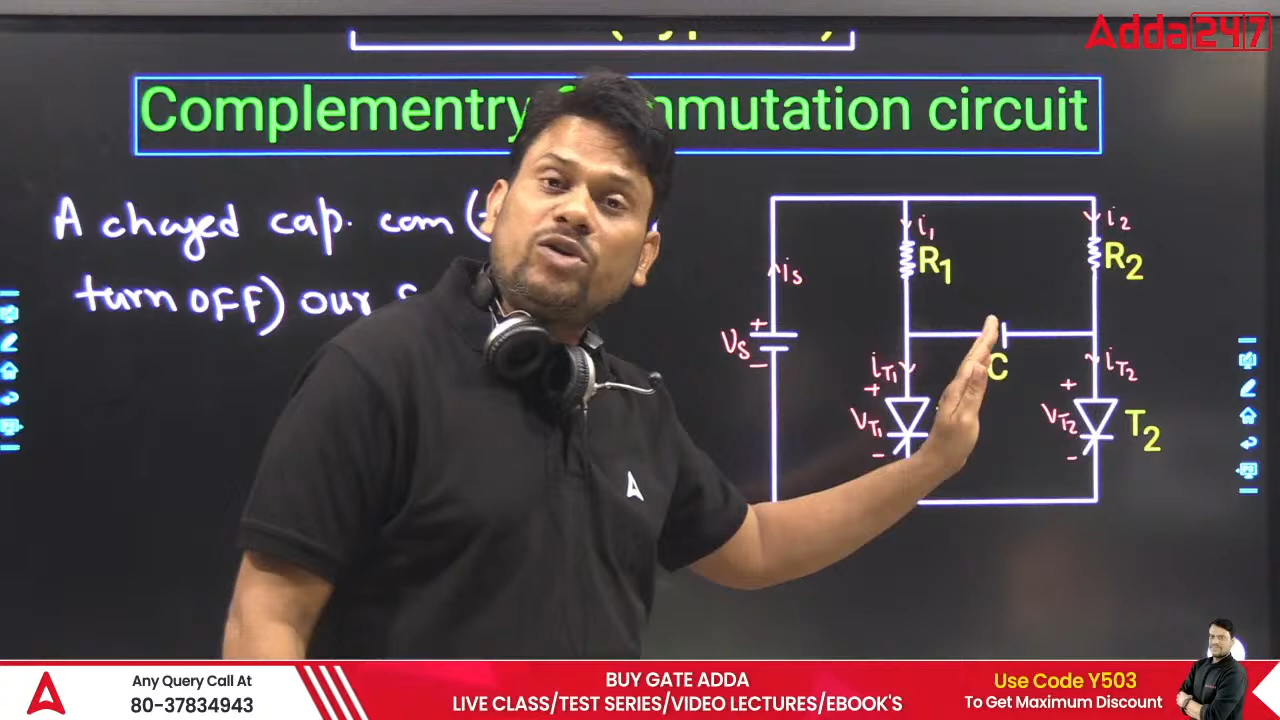 Adda247
Complementry mmutation circuit
A chayed cap. can (
turn OFF) our
i1
R1
i2
R2
is
+
Vs
-
C
iT1
+
VT1
-
iT2
+
VT2
-
T2
Any Query Call At
80-37834943
BUY GATE ADDA
LIVE CLASS/TEST SERIES/VIDEO LECTURES/EBOOK'S
Use Code Y503
To Get Maximum Discount